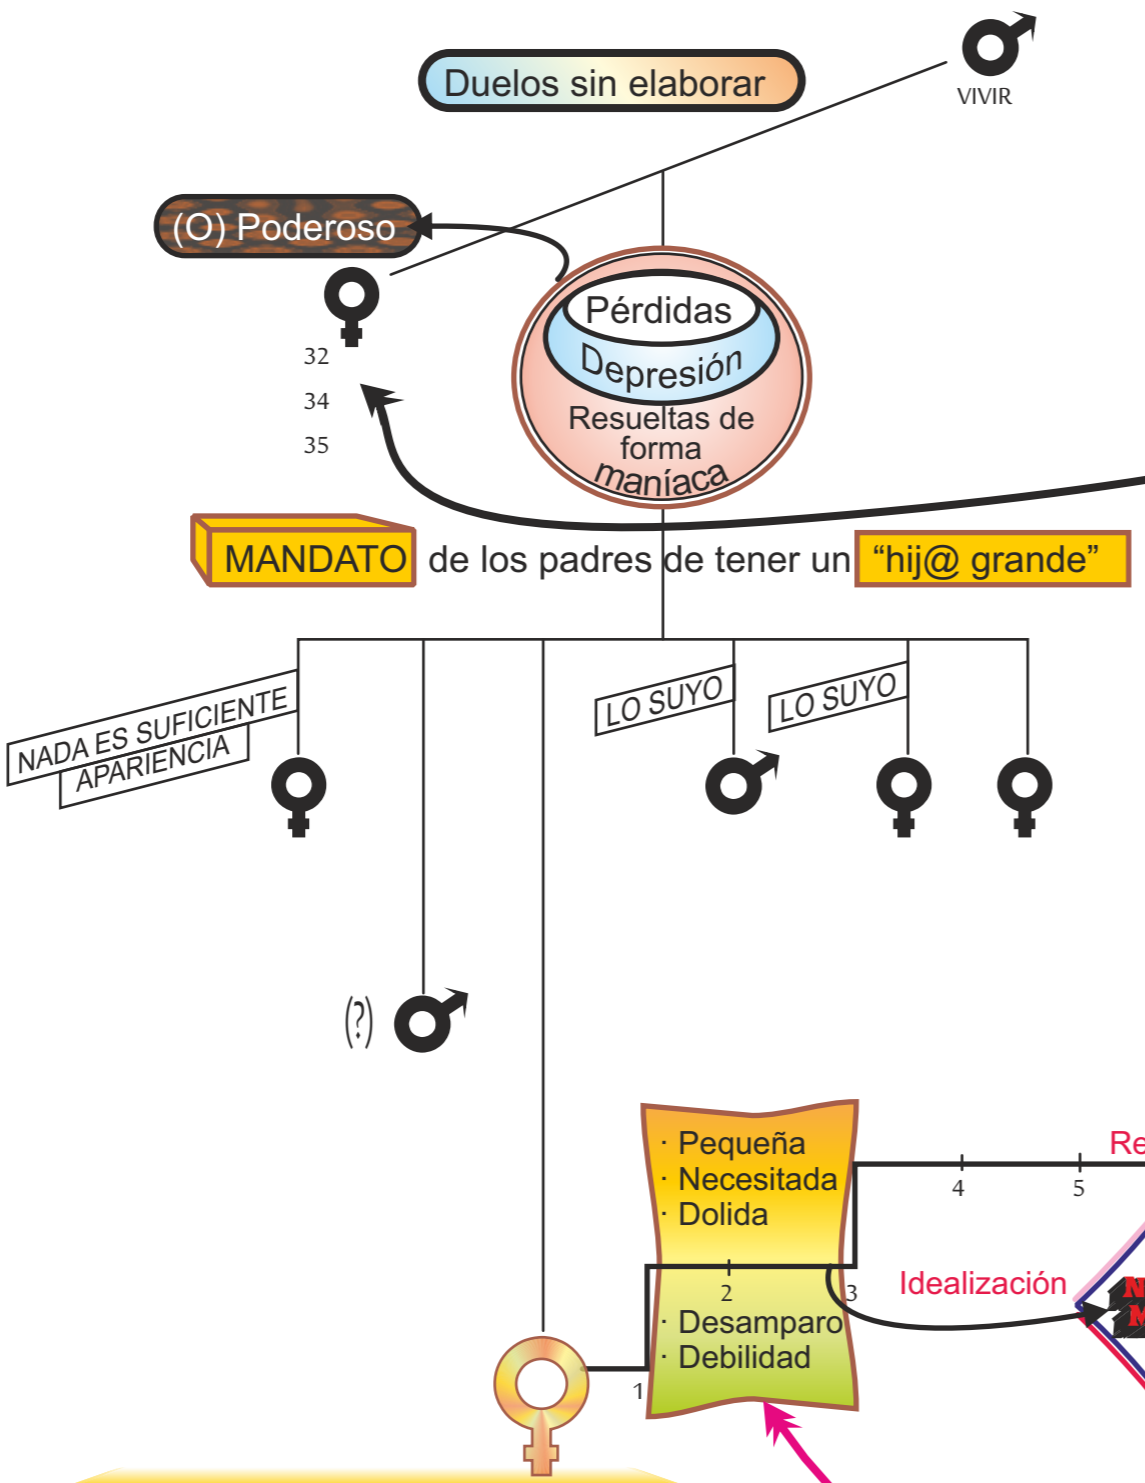 Duelos sin elaborar
VIVIR
(O) Poderoso
Pérdidas
Depresión
Resueltas de
forma
maníaca
32
34
35
MANDATO de los padres de tener un “hij@ grande”
NADA ES SUFICIENTE
APARIENCIA
LO SUYO
LO SUYO
(?)
· Pequeña
· Necesitada
· Dolida
Re
4
5
2
3
Idealización
N
M
· Desamparo
· Debilidad
1